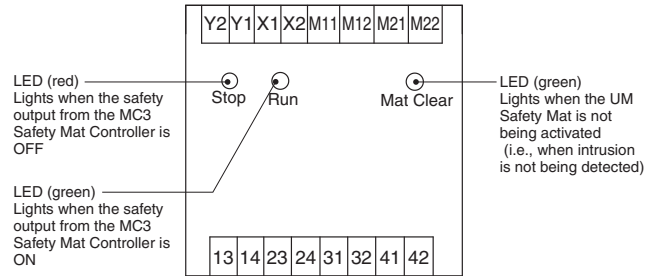 Y2 Y1 X1 X2 M11 M12 M21 M22
LED (red)
Lights when the safety
output from the MC3
Safety Mat Controller is
OFF
Stop
Run
Mat Clear
LED (green)
Lights when the UM
Safety Mat is not
being activated
(i.e., when intrusion
is not being detected)
LED (green)
Lights when the safety
output from the MC3
Safety Mat Controller is
ON
13 14 23 24 31 32 41 42